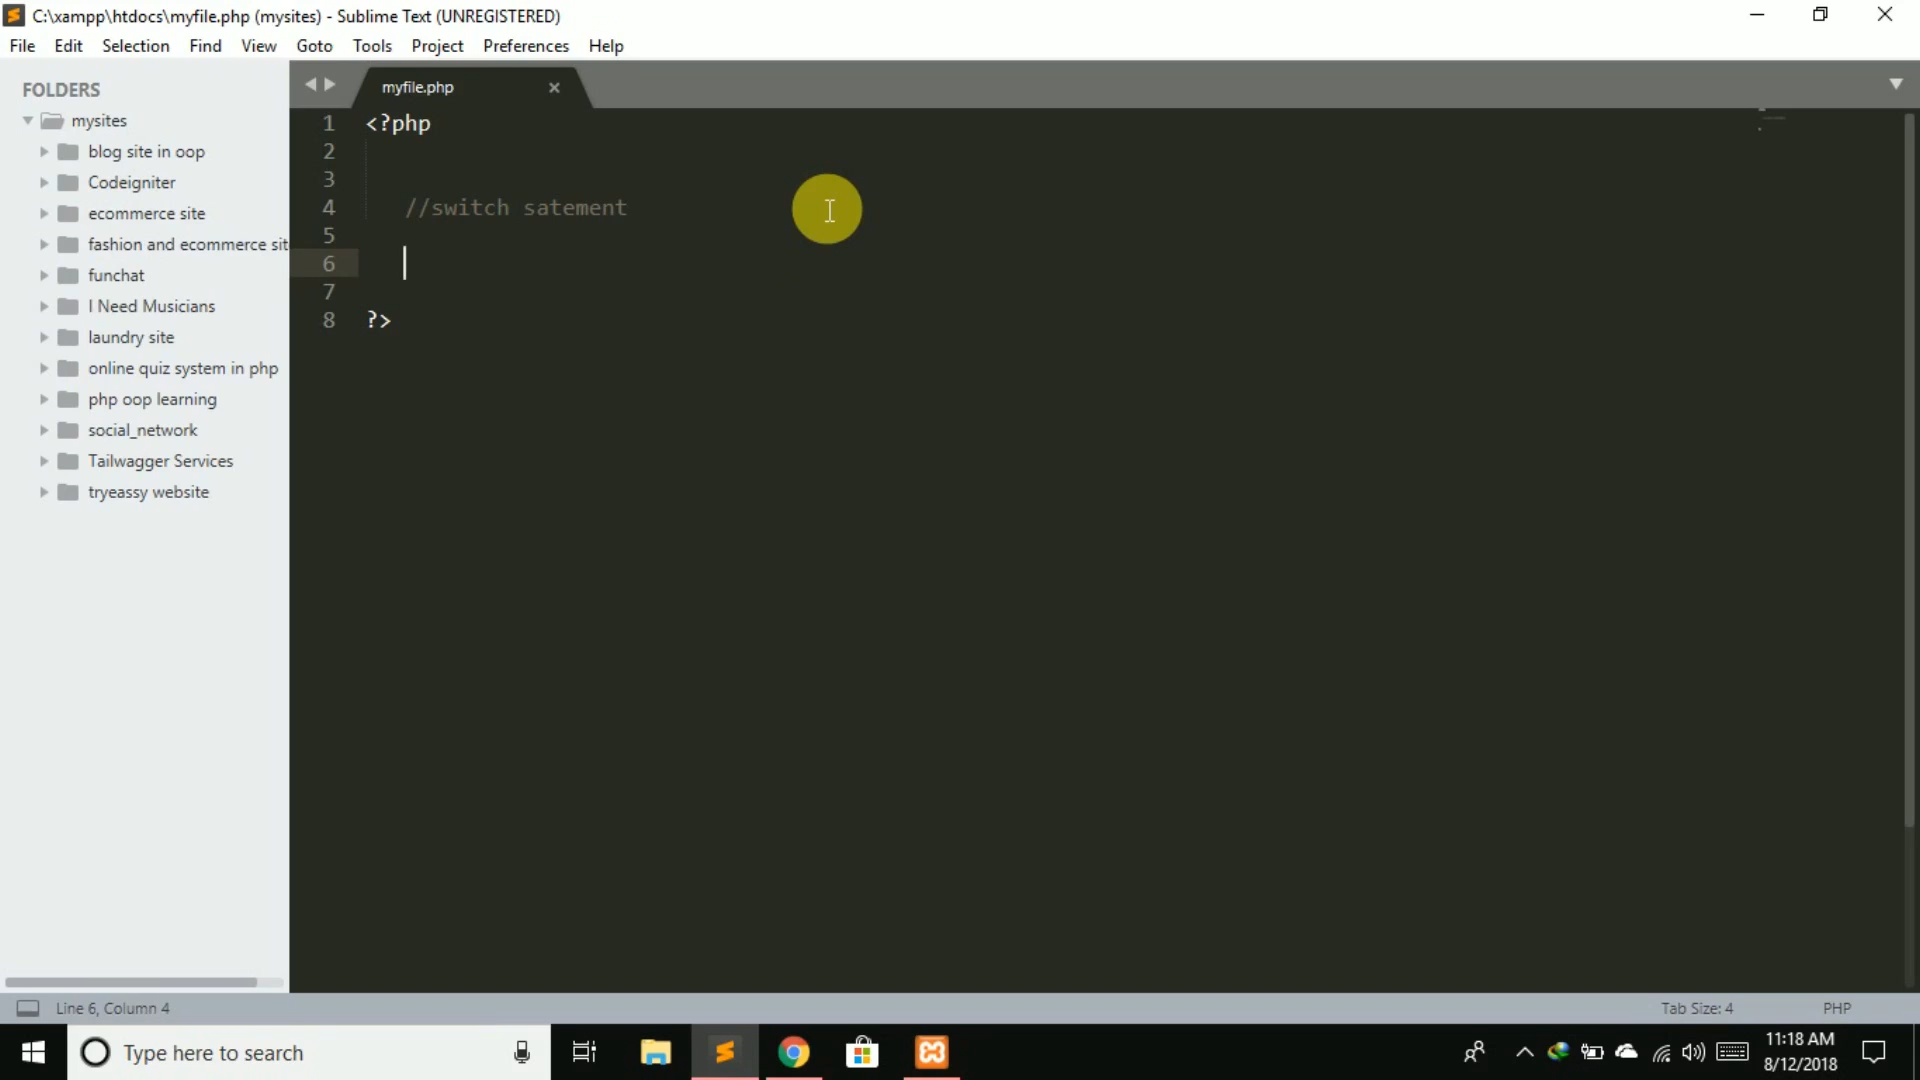 C:\xampp\htdocs\myfile.php (mysites) - Sublime Text (UNREGISTERED)
File Edit Selection Find View Goto Tools Project Preferences Help
FOLDERS
mysites
blog site in oop
Codeigniter
ecommerce site
fashion and ecommerce sit
funchat
I Need Musicians
laundry site
online quiz system in php
php oop learning
social_network
Tailwagger Services
tryeassy website
myfile.php
1 <?php
2
3
4 //switch satement
5
6
7
8 ?>
Line 6, Column 4
Tab Size: 4
PHP
Type here to search
11:18 AM
8/12/2018